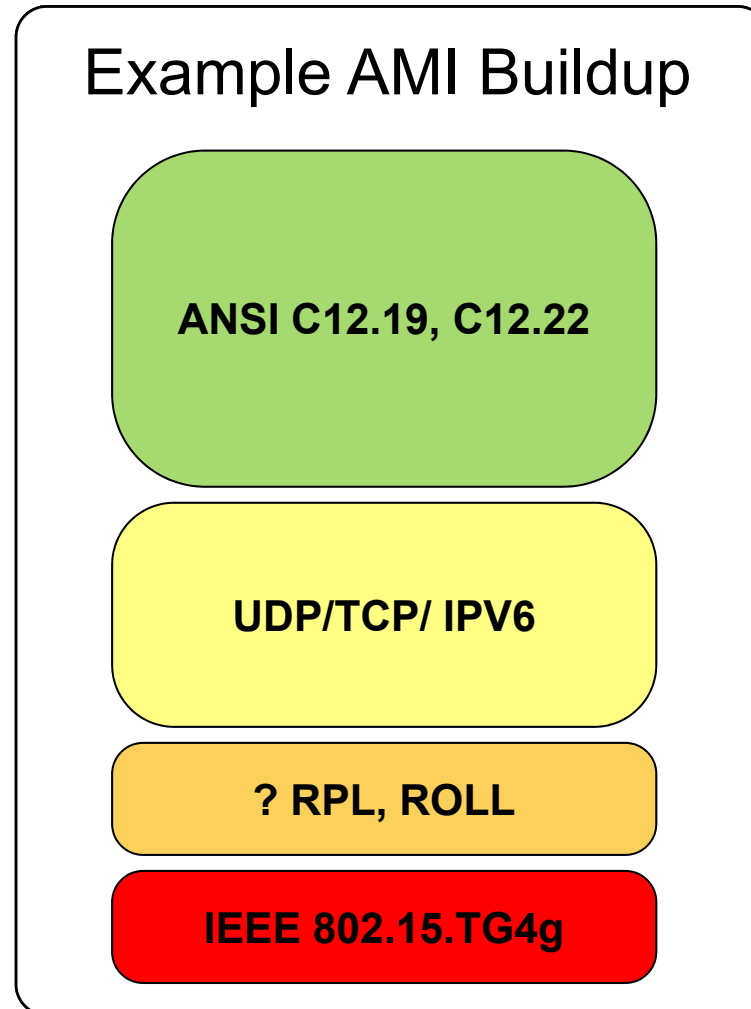 Example AMI Buildup
ANSI C12.19, C12.22
UDP/TCP/ IPV6
? RPL, ROLL
IEEE 802.15.TG4g